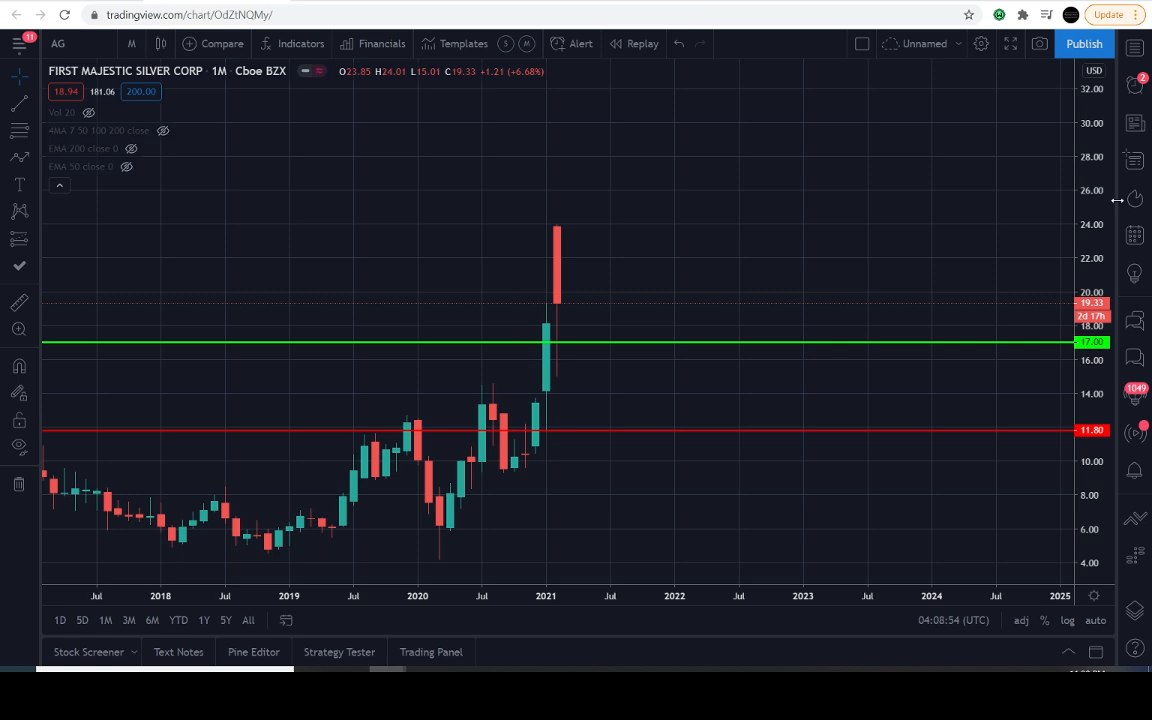 tradingview.com/chart/OdZtNQMy/
Update
11
AG
M
Compare
Indicators
Financials
Templates
S
M
Alert
Replay
Unnamed
Publish
FIRST MAJESTIC SILVER CORP · 1M · Cboe BZX
O23.85 H24.01 L15.01 C19.33 +1.21 (+6.68%)
USD
18.94
181.06
200.00
2
Vol 20
4MA 7 50 100 200 close
EMA 200 close 0
EMA 50 close 0
32.00
30.00
28.00
26.00
24.00
22.00
20.00
19.33
2d 17h
18.00
17.00
16.00
14.00
11.80
10.00
8.00
6.00
4.00
1049
Jul
2018
Jul
2019
Jul
2020
Jul
2021
Jul
2022
Jul
2023
Jul
2024
Jul
2025
1D
5D
1M
3M
6M
YTD
1Y
5Y
All
04:08:54 (UTC)
adj
%
log
auto
Stock Screener
Text Notes
Pine Editor
Strategy Tester
Trading Panel